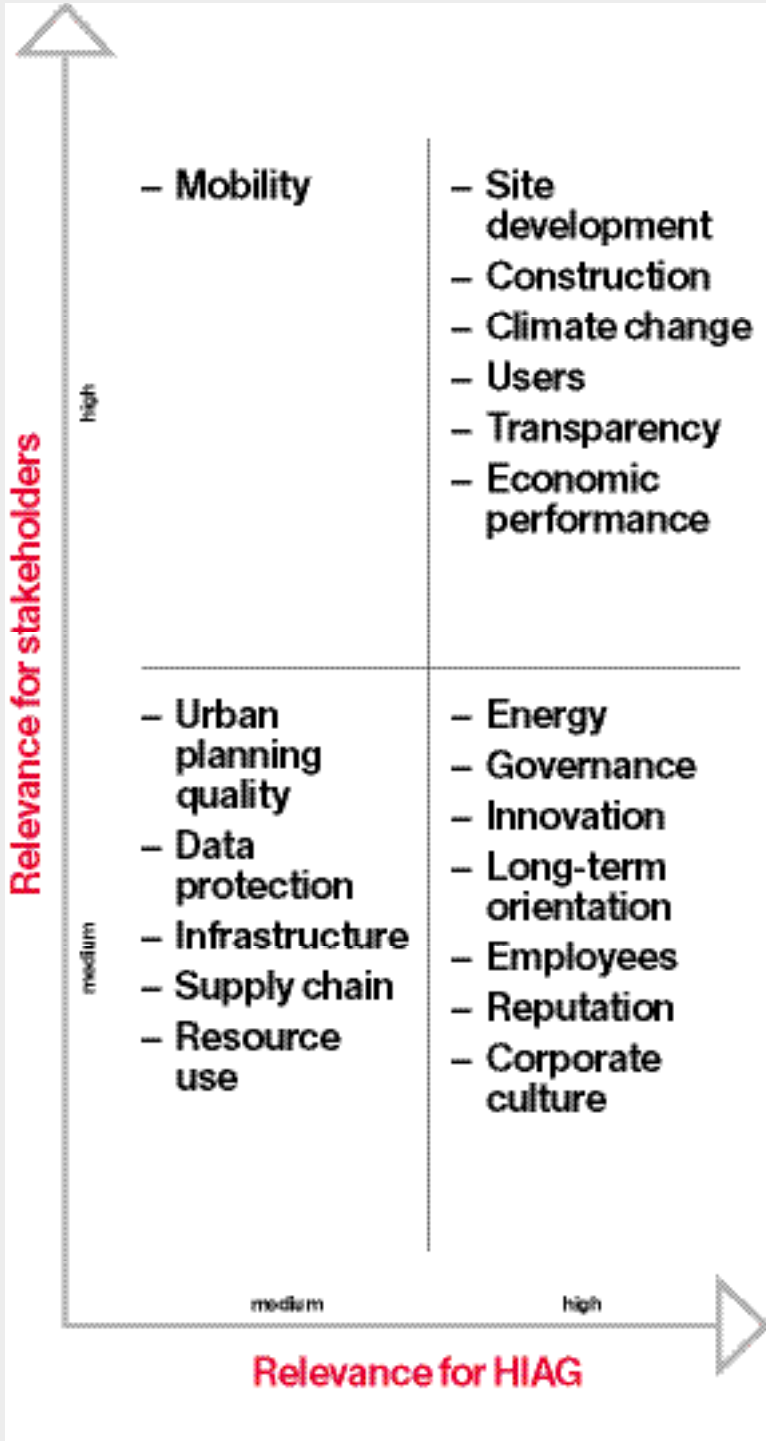 Relevance for stakeholders
high
– Mobility
– Site
development
– Construction
– Climate change
– Users
– Transparency
– Economic
performance
medium
– Urban
planning
quality
– Data
protection
– Infrastructure
– Supply chain
– Resource
use
– Energy
– Governance
– Innovation
– Long-term
orientation
– Employees
– Reputation
– Corporate
culture
medium
high
Relevance for HIAG